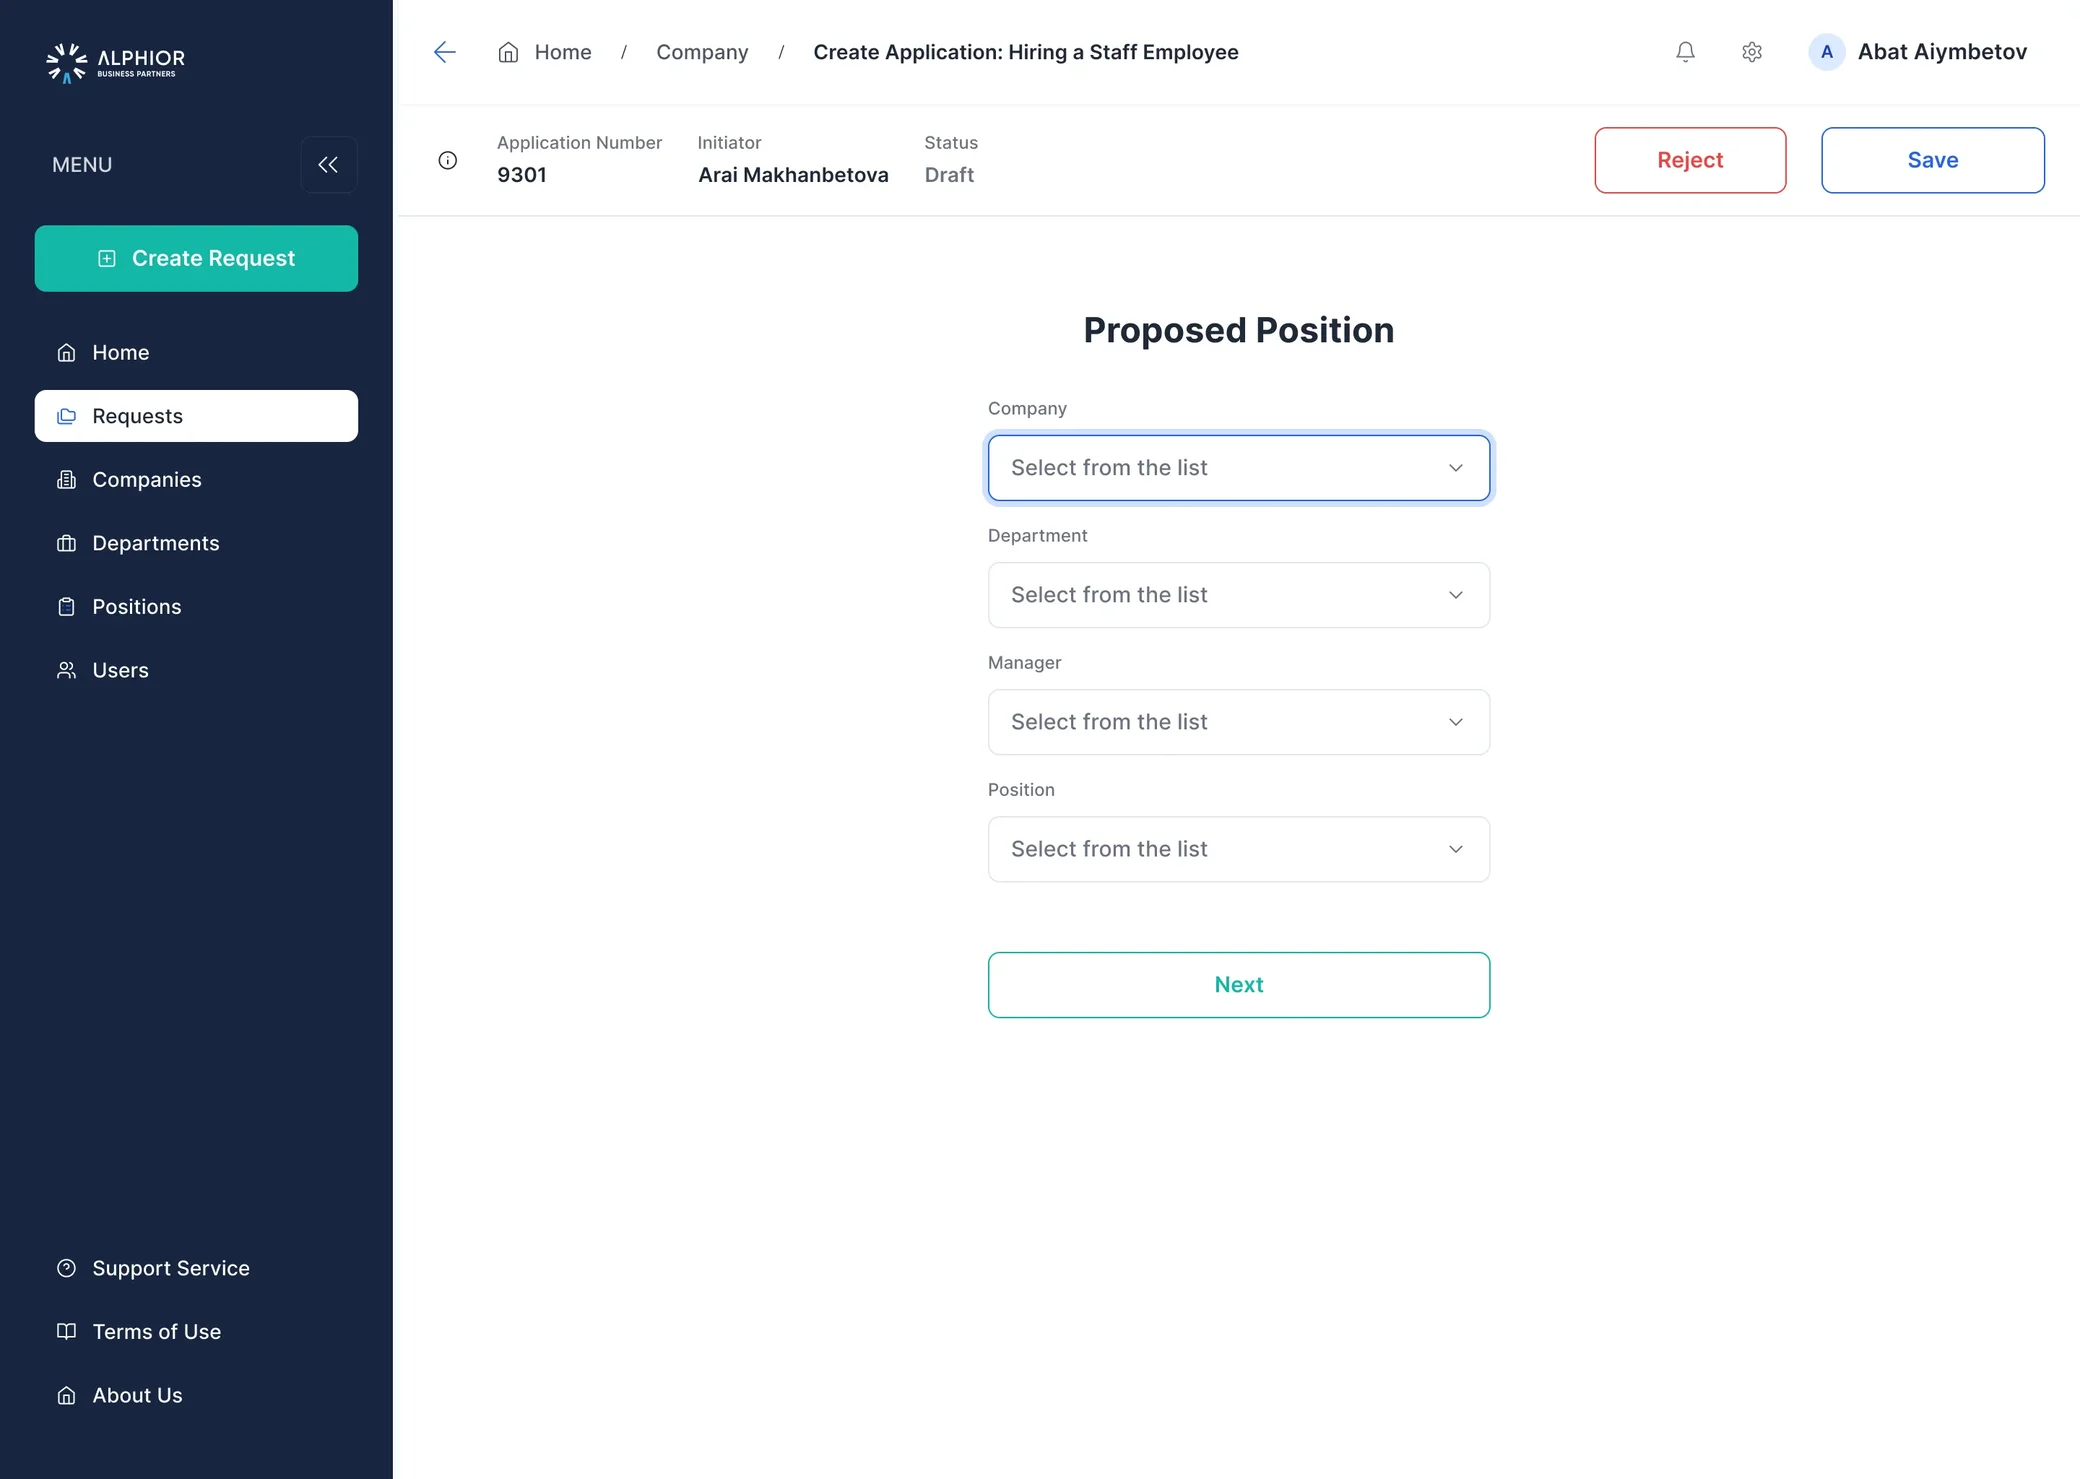 ALPHIOR
BUSINESS PARTNERS
MENU
Create Request
Home
Requests
Companies
Departments
Positions
Users
Support Service
Terms of Use
About Us
Home / Company / Create Application: Hiring a Staff Employee
A Abat Aiymbetov
Application Number Initiator Status
9301 Arai Makhanbetova Draft
Reject Save
Proposed Position
Company
Select from the list
Department
Select from the list
Manager
Select from the list
Position
Select from the list
Next